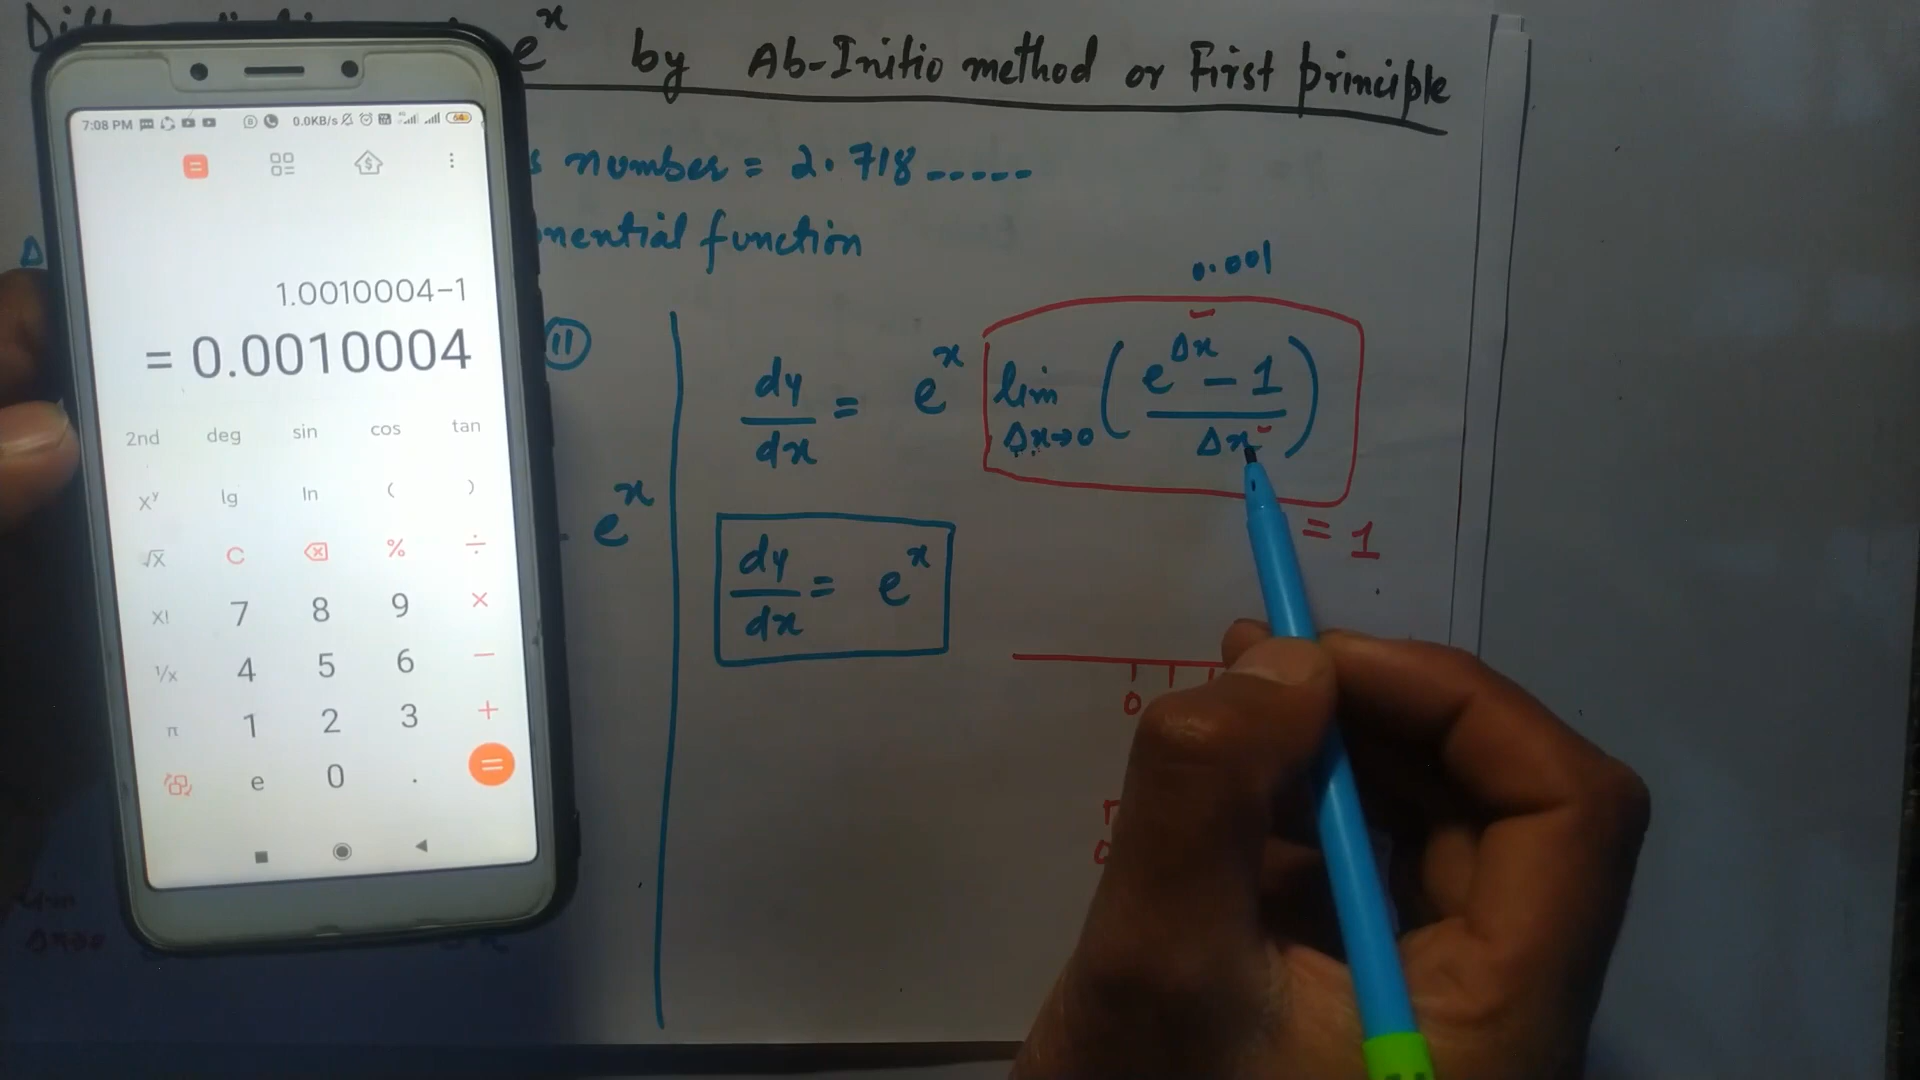 e^x by Ab-Initio method or First principle
number = 2.718.....
nential function
7:08 PM 0.0KB/s 64
1.0010004−1
= 0.0010004
2nd deg sin cos tan
X^y lg ln ( )
√x C % ÷
X! 7 8 9 ×
1/x 4 5 6 −
π 1 2 3 +
e 0 . =
11
e^x
0.001
dy/dx = e^x lim Δx→0 ( (e^Δx − 1)/Δx )
= 1
dy/dx = e^x
0